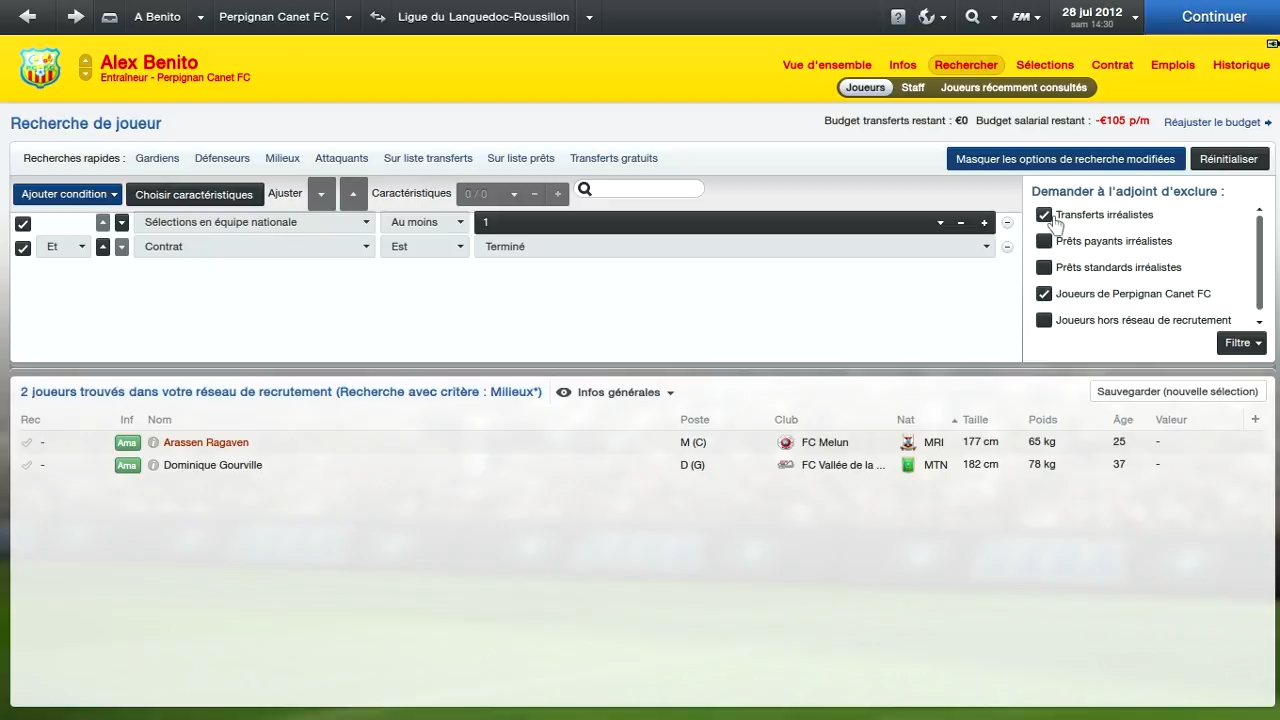 A Benito
Perpignan Canet FC
Ligue du Languedoc-Roussillon
?
FM
28 jul 2012
sam 14:30
Continuer
Alex Benito
Entraîneur - Perpignan Canet FC
Vue d'ensemble
Infos
Rechercher
Sélections
Contrat
Emplois
Historique
Joueurs
Staff
Joueurs récemment consultés
Recherche de joueur
Budget transferts restant : €0
Budget salarial restant : -€105 p/m
Réajuster le budget
Recherches rapides :
Gardiens
Défenseurs
Milieux
Attaquants
Sur liste transferts
Sur liste prêts
Transferts gratuits
Masquer les options de recherche modifiées
Réinitialiser
Ajouter condition
Choisir caractéristiques
Ajuster
Caractéristiques
0 / 0
Demander à l'adjoint d'exclure :
Sélections en équipe nationale
Au moins
1
Et
Contrat
Est
Terminé
Transferts irréalistes
Prêts payants irréalistes
Prêts standards irréalistes
Joueurs de Perpignan Canet FC
Joueurs hors réseau de recrutement
Filtre
2 joueurs trouvés dans votre réseau de recrutement (Recherche avec critère : Milieux*)
Infos générales
Sauvegarder (nouvelle sélection)
Rec
Inf
Nom
Poste
Club
Nat
Taille
Poids
Âge
Valeur
+
- Ama Arassen Ragaven M (C) FC Melun MRI 177 cm 65 kg 25 -
- Ama Dominique Gourville D (G) FC Vallée de la ... MTN 182 cm 78 kg 37 -